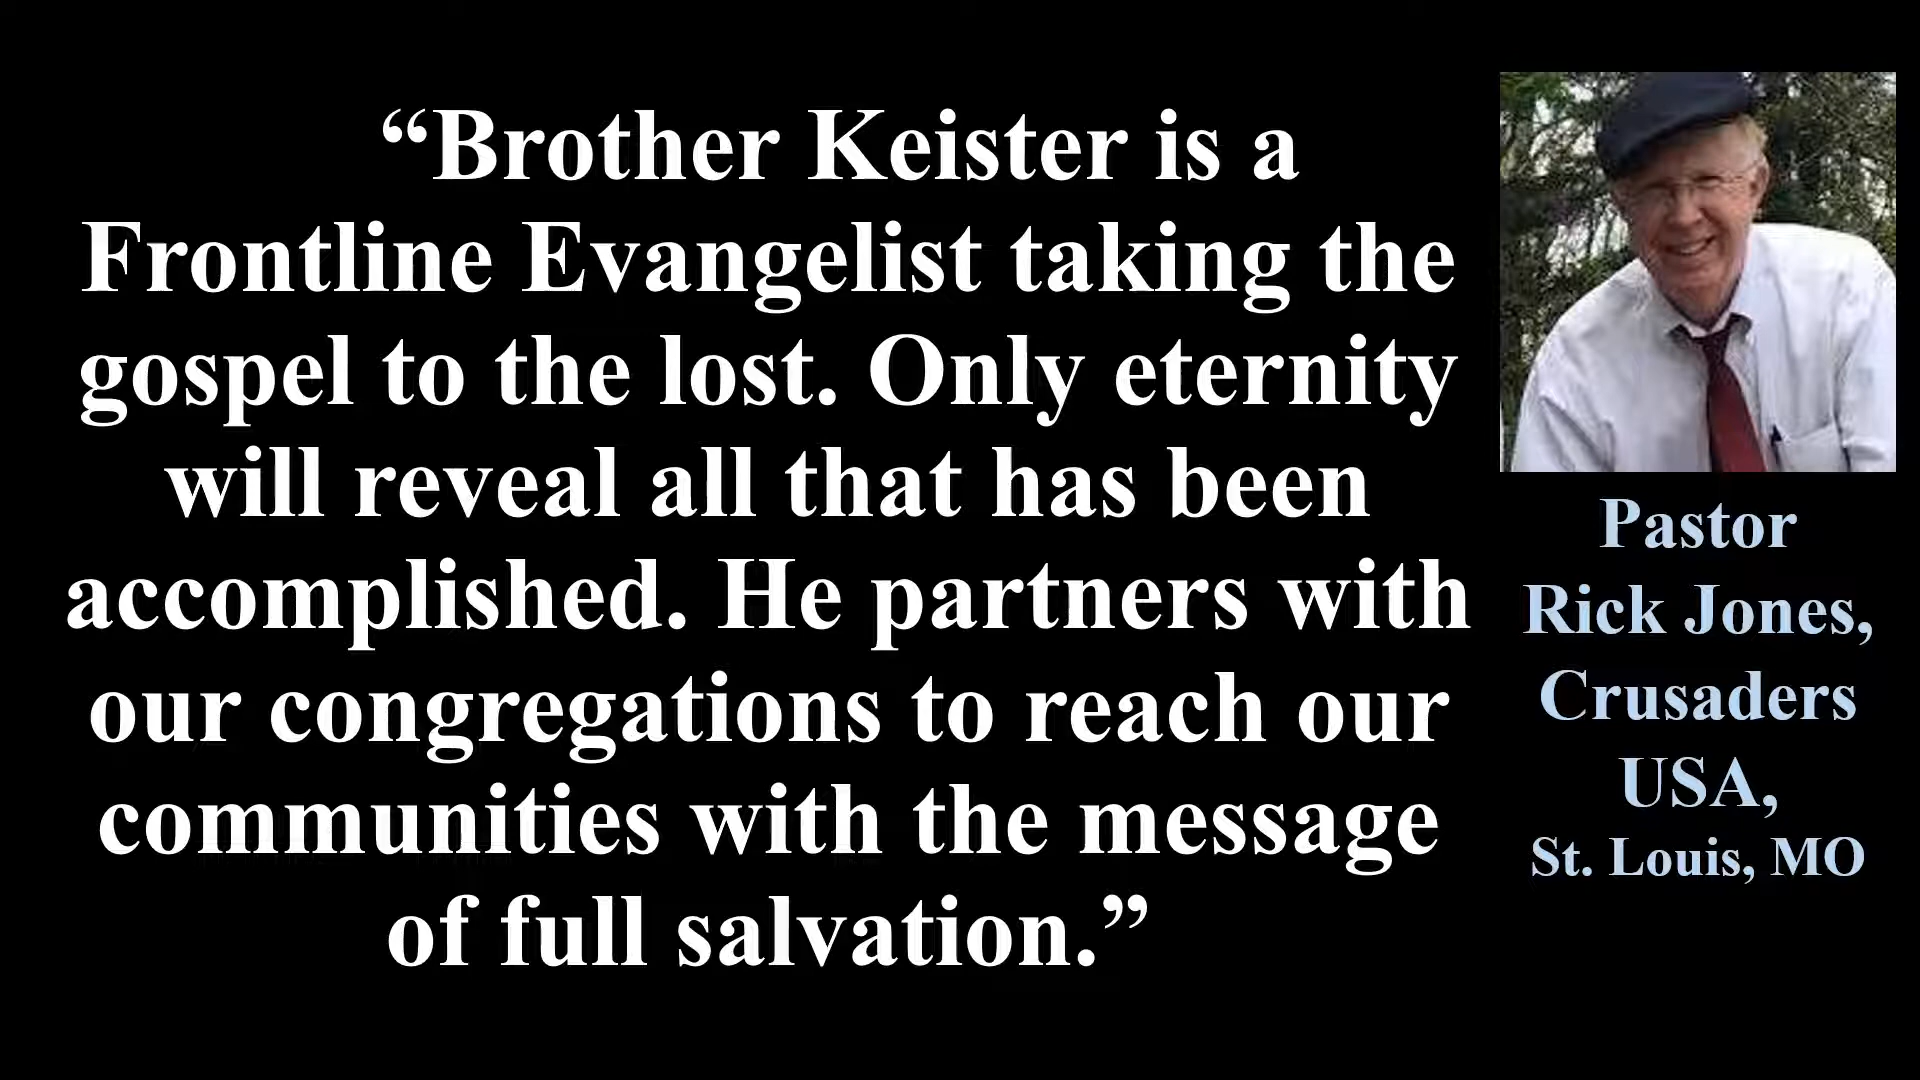 “Brother Keister is a
Frontline Evangelist taking the
gospel to the lost. Only eternity
will reveal all that has been
accomplished. He partners with
our congregations to reach our
communities with the message
of full salvation.”
Pastor
Rick Jones,
Crusaders
USA,
St. Louis, MO